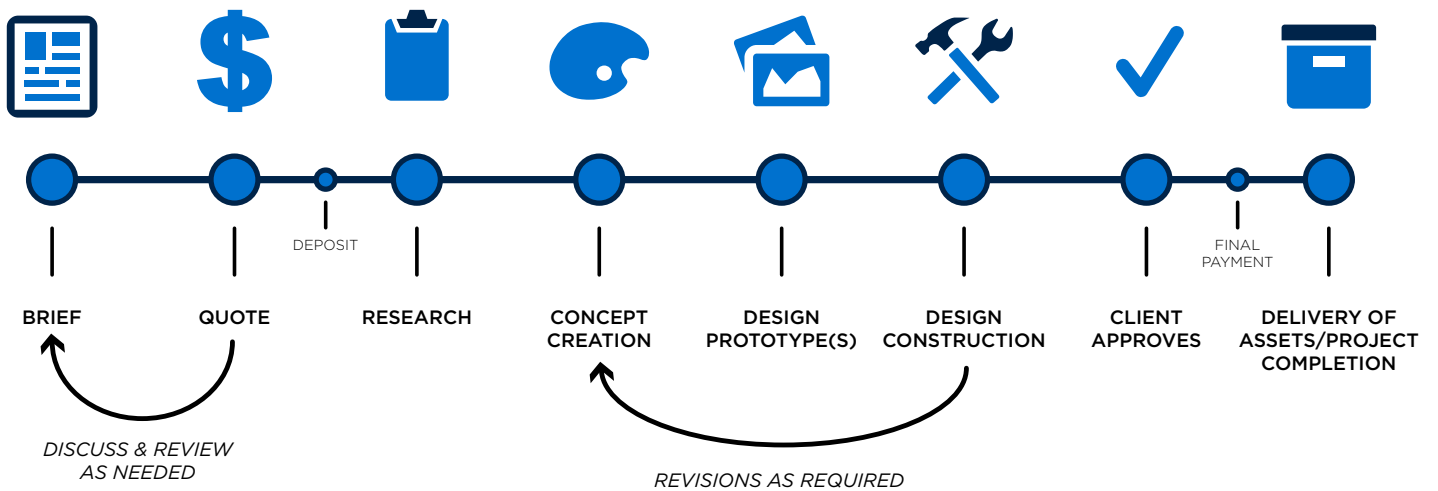 DEPOSIT
FINAL
PAYMENT
BRIEF
QUOTE
RESEARCH
CONCEPT
CREATION
DESIGN
PROTOTYPE(S)
DESIGN
CONSTRUCTION
CLIENT
APPROVES
DELIVERY OF
ASSETS/PROJECT
COMPLETION
DISCUSS & REVIEW
AS NEEDED
REVISIONS AS REQUIRED